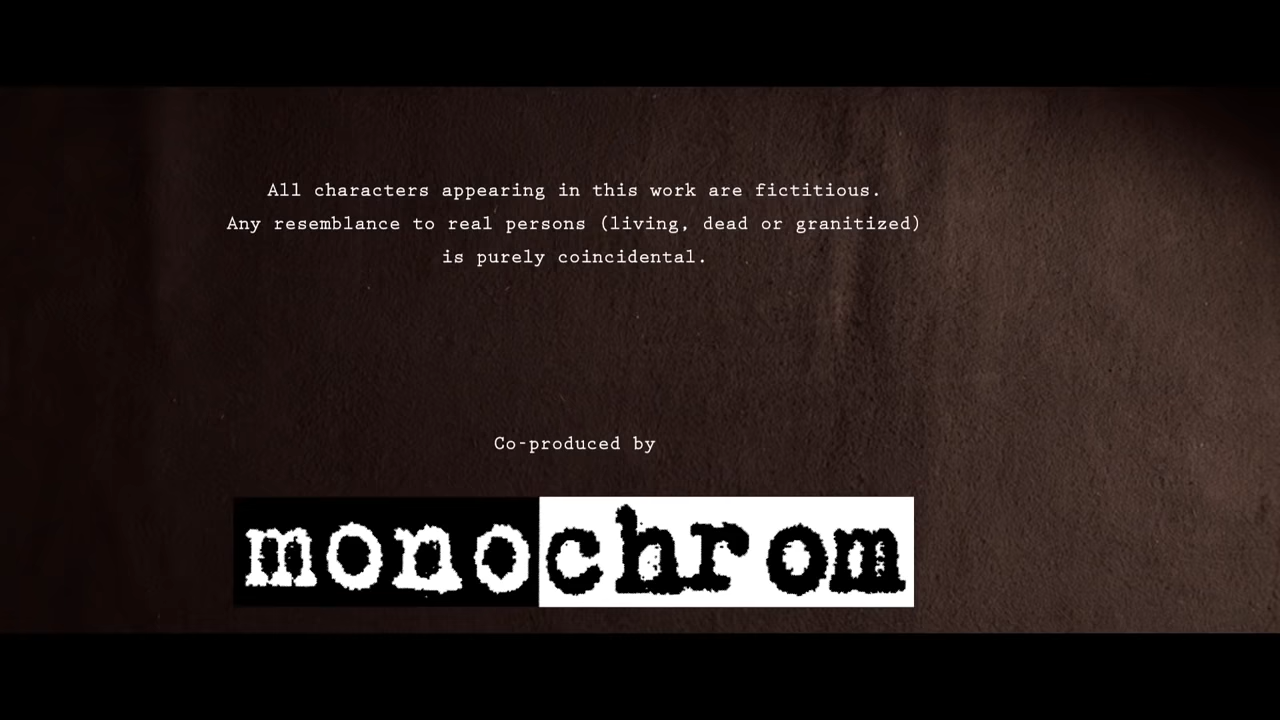 All characters appearing in this work are fictitious.
Any resemblance to real persons (living, dead or granitized)
is purely coincidental.
Co-produced by
monochrom